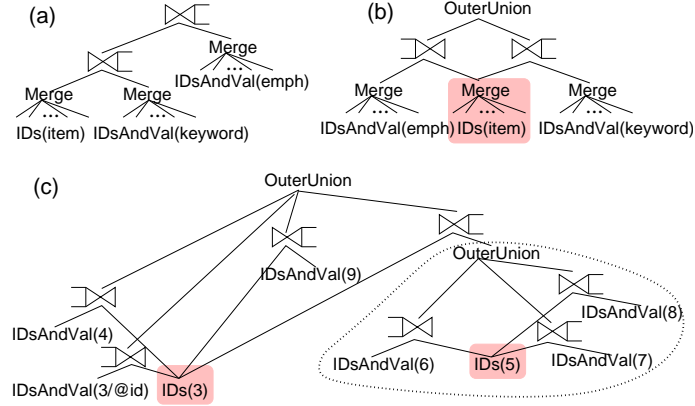 (a)
Merge
...
IDsAndVal(emph)
Merge
...
IDs(item)
Merge
...
IDsAndVal(keyword)
(b)
OuterUnion
Merge
...
IDsAndVal(emph)
Merge
...
IDs(item)
Merge
...
IDsAndVal(keyword)
(c)
OuterUnion
IDsAndVal(9)
OuterUnion
IDsAndVal(8)
IDsAndVal(4)
IDsAndVal(6)
IDs(5)
IDsAndVal(7)
IDsAndVal(3/@id)
IDs(3)